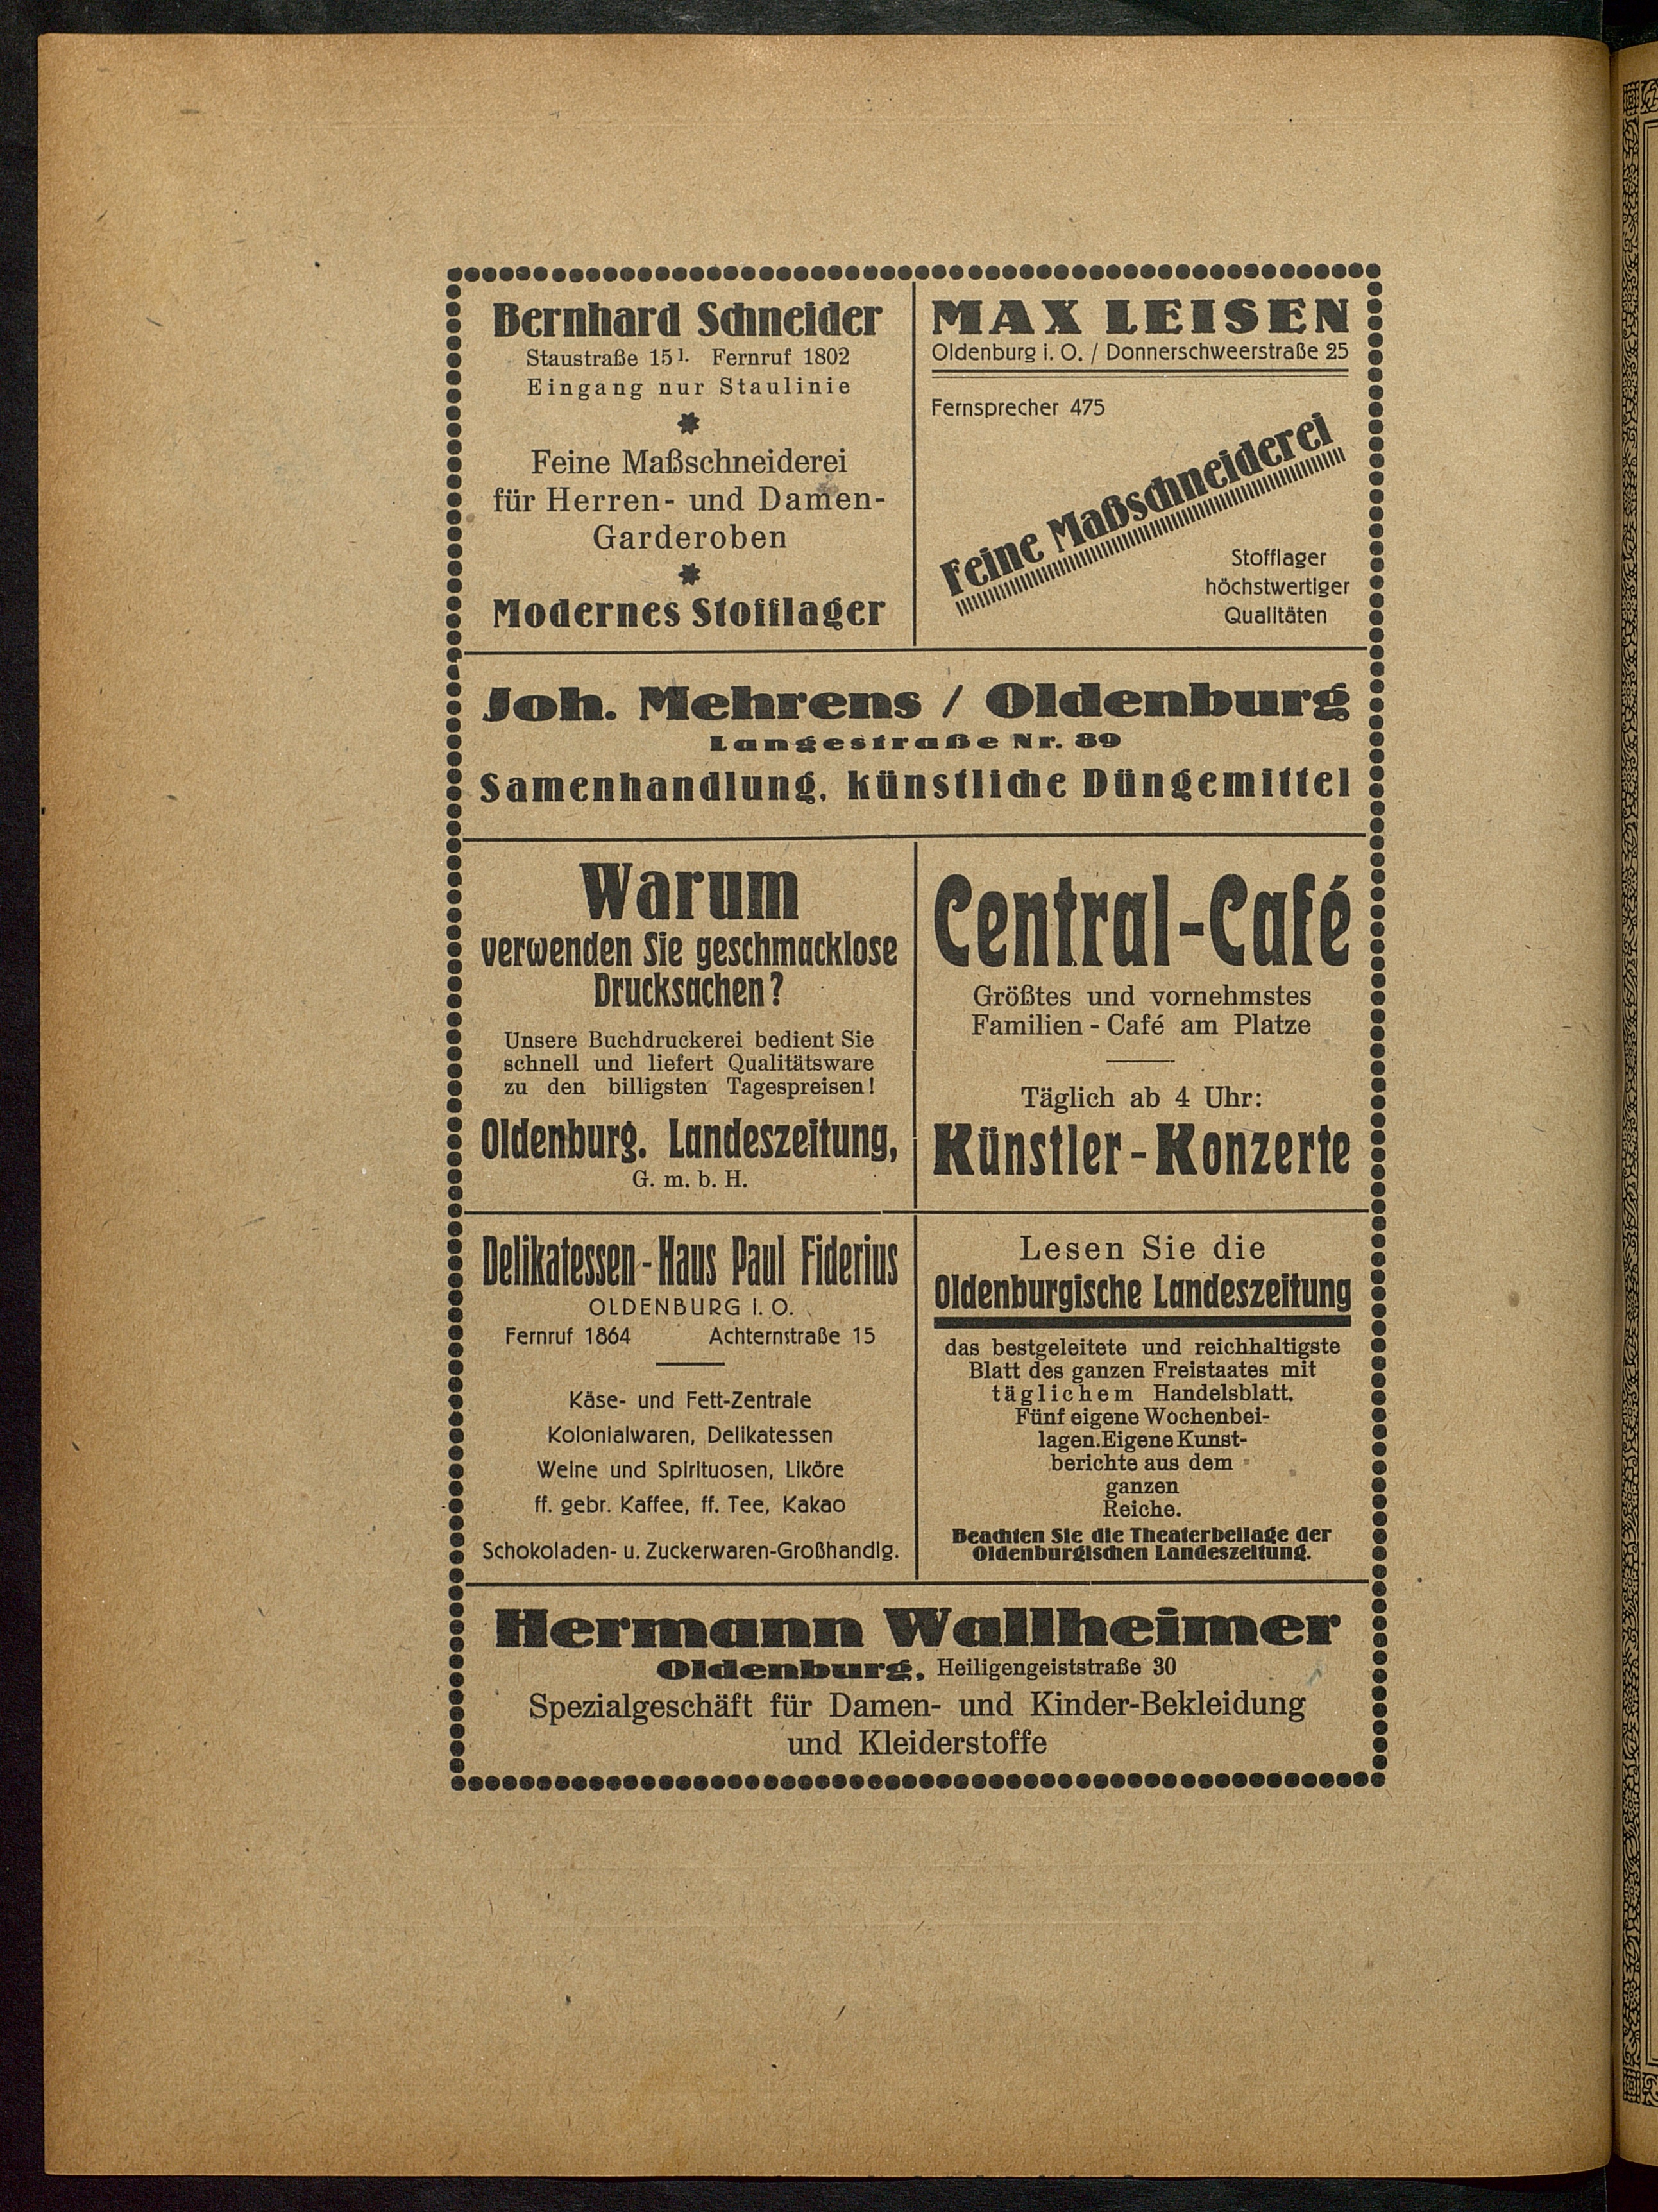 Bernhard Schneider
Staustraße 15 I. Fernruf 1802
Eingang nur Staulinie
Feine Maßschneiderei
für Herren- und Damen-
Garderoben
Modernes Stofflager
MAX LEISEN
Oldenburg i. O. / Donnerschweerstraße 25
Fernsprecher 475
Feine Maßschneiderei
Stofflager
höchstwertiger
Qualitäten
Joh. Mehrens / Oldenburg
Langestraße Nr. 89
Samenhandlung, künstliche Düngemittel
Warum
verwenden Sie geschmacklose
Drucksachen?
Unsere Buchdruckerei bedient Sie
schnell und liefert Qualitätsware
zu den billigsten Tagespreisen!
Oldenburg. Landeszeitung,
G. m. b. H.
Central-Café
Größtes und vornehmstes
Familien-Café am Platze
Täglich ab 4 Uhr:
Künstler-Konzerte
Delikatessen-Haus Paul Fiderius
OLDENBURG i. O.
Fernruf 1864 Achternstraße 15
Käse- und Fett-Zentrale
Kolonialwaren, Delikatessen
Weine und Spirituosen, Liköre
ff. gebr. Kaffee, ff. Tee, Kakao
Schokoladen- u. Zuckerwaren-Großhandlg.
Lesen Sie die
Oldenburgische Landeszeitung
das bestgeleitete und reichhaltigste
Blatt des ganzen Freistaates mit
täglichem Handelsblatt.
Fünf eigene Wochenbei-
lagen. Eigene Kunst-
berichte aus dem
ganzen
Reiche.
Beachten Sie die Theaterbeilage der
Oldenburgischen Landeszeitung.
Hermann Wallheimer
Oldenburg, Heiligengeiststraße 30
Spezialgeschäft für Damen- und Kinder-Bekleidung
und Kleiderstoffe